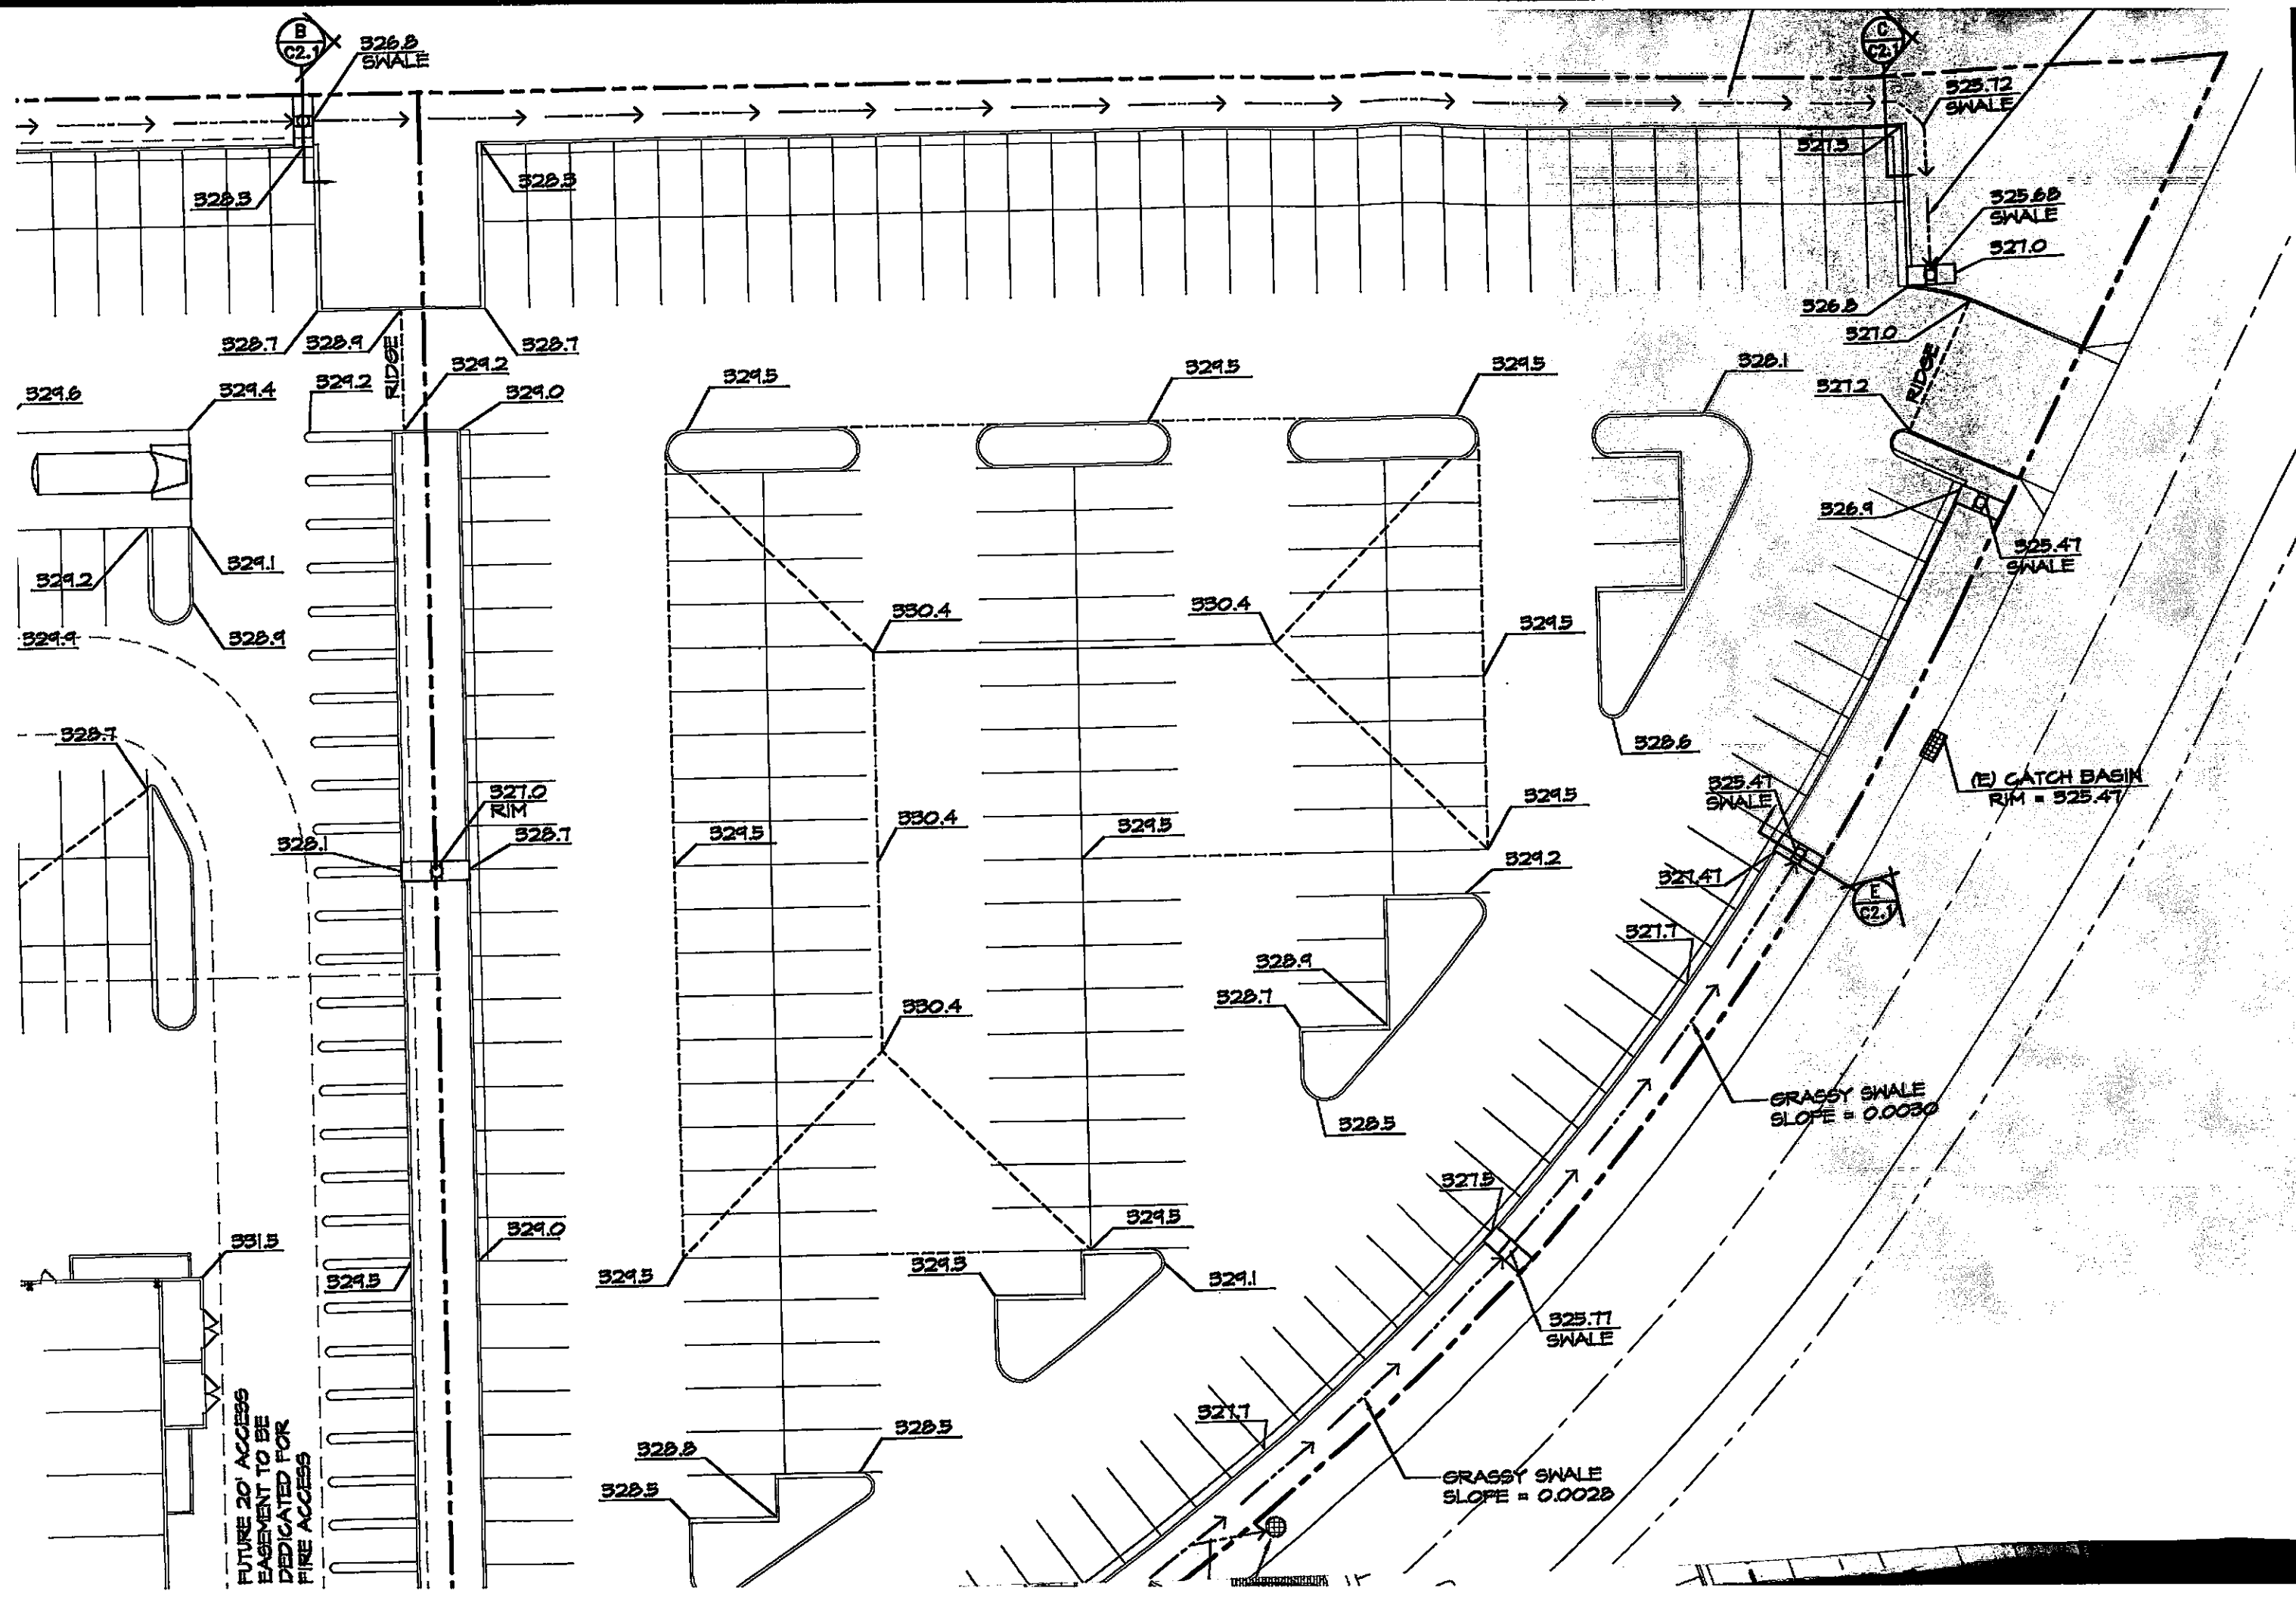 B
C2.1
326.8
SWALE
C
C2.1
325.72
SWALE
328.3
328.3
327.3
325.68
SWALE
327.0
326.8
327.0
328.7
328.9
328.7
RIDGE
329.2
329.2
329.0
329.6
329.4
329.5
329.5
329.5
328.1
RIDGE
327.2
326.9
325.47
SWALE
329.2
329.1
329.9
328.9
330.4
330.4
329.5
328.6
328.7
327.0
RIM
328.1
328.7
329.5
330.4
329.5
329.5
325.47
SWALE
(E) CATCH BASIN
RIM = 325.47
329.2
327.47
E
C2.1
327.7
328.9
328.7
330.4
328.5
GRASSY SWALE
SLOPE = 0.0030
327.5
331.5
329.0
329.5
329.3
329.5
329.1
325.77
SWALE
FUTURE 20' ACCESS
EASEMENT TO BE
DEDICATED FOR
FIRE ACCESS
327.7
328.5
328.8
328.5
GRASSY SWALE
SLOPE = 0.0028